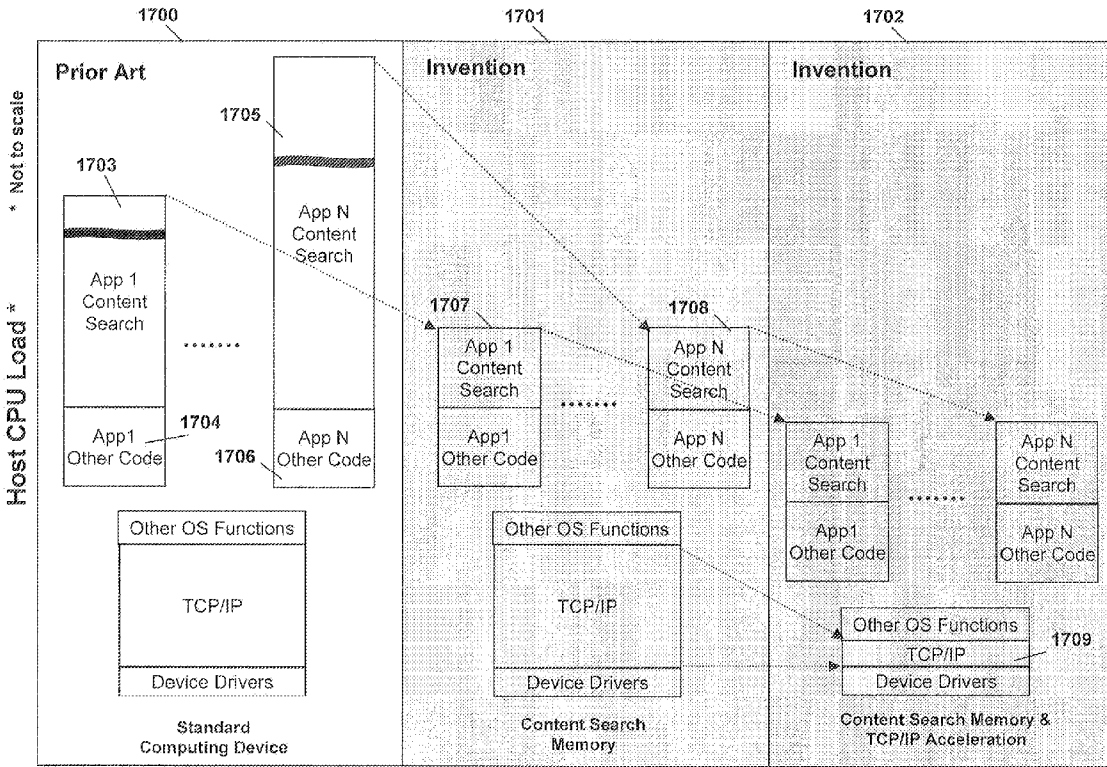 1700
1701
1702
Host CPU Load *
* Not to scale
Prior Art
1703
App 1
Content
Search
App1
Other Code
1704
1705
App N
Content
Search
1706
App N
Other Code
Other OS Functions
TCP/IP
Device Drivers
Standard
Computing Device
Invention
1707
App 1
Content
Search
App1
Other Code
1708
App N
Content
Search
App N
Other Code
Other OS Functions
TCP/IP
Device Drivers
Content Search
Memory
Invention
App 1
Content
Search
App1
Other Code
App N
Content
Search
App N
Other Code
Other OS Functions
TCP/IP
1709
Device Drivers
Content Search Memory &
TCP/IP Acceleration